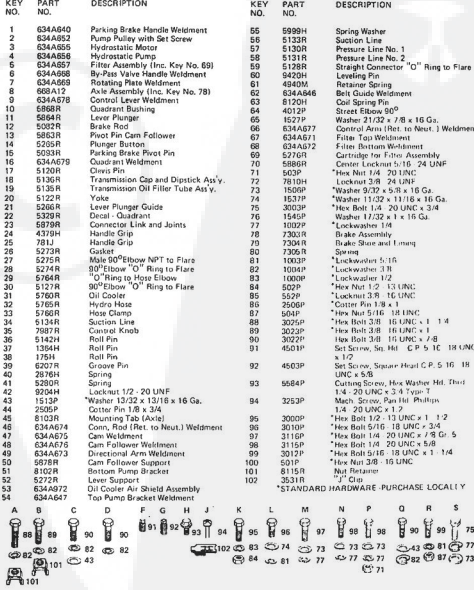 KEY NO. PART NO. DESCRIPTION
1 634A640 Parking Brake Handle Weldment
2 634A652 Pump Pulley with Set Screw
3 634A655 Hydrostatic Motor
4 634A656 Hydrostatic Pump
5 634A657 Filter Assembly (Inc. Key No. 69)
6 634A668 By-Pass Valve Handle Weldment
7 634A669 Rotating Plate Weldment
8 668A12 Axle Assembly (Inc. Key No. 78)
9 634A678 Control Lever Weldment
10 5868R Quadrant Bushing
11 5864R Lever Plunger
12 5082R Brake Rod
13 5863R Pivot Pin Cam Follower
14 5265R Plunger Button
15 5093R Parking Brake Pivot Pin
16 634A679 Quadrant Weldment
17 5120R Clevis Pin
18 5136R Transmission Cap and Dipstick Ass'y.
19 5135R Transmission Oil Filler Tube Ass'y.
20 5122R Yoke
21 5266R Lever Plunger Guide
22 5329R Decal - Quadrant
23 5879R Connector Link and Joints
24 4379H Handle Grip
25 781J Handle Grip
26 5273R Gasket
27 5275R Male 90° Elbow NPT to Flare
28 5274R 90° Elbow "O" Ring to Flare
29 5764R "O" Ring to Hose Elbow
30 5127R 90° Elbow "O" Ring to Flare
31 5760R Oil Cooler
32 5765R Hydro Hose
33 5766R Hose Clamp
34 5134R Suction Line
35 7987R Control Knob
36 5142H Roll Pin
37 1364H Roll Pin
38 175H Roll Pin
39 6207R Groove Pin
40 2876H Spring
41 5280R Spring
42 9204H Locknut 1/2 - 20 UNF
43 1513P *Washer 13/32 x 13/16 x 16 Ga.
44 2505P Cotter Pin 1/8 x 3/4
45 8103R Mounting Tab (Axle)
46 634A674 Conn. Rod (Ret. to Neut.) Weldment
47 634A675 Cam Weldment
48 634A676 Cam Follower Weldment
49 634A673 Directional Arm Weldment
50 5878R Cam Follower Support
51 8102R Bottom Pump Bracket
52 5272R Lever Support
53 634A972 Oil Cooler Air Shield Assembly
54 634A647 Top Pump Bracket Weldment
KEY NO. PART NO. DESCRIPTION
55 5999H Spring Washer
56 5133R Suction Line
57 5130R Pressure Line No. 1
58 5131R Pressure Line No. 2
59 5128R Straight Connector "O" Ring to Flare
60 9420H Leveling Pin
61 4940M Retainer Spring
62 634A646 Belt Guide Weldment
63 8120H Coil Spring Pin
64 4012P Street Elbow 90°
65 1527P Washer 21/32 x 7/8 x 16 Ga.
66 634A677 Control Arm (Ret. to Neut.) Weldment
67 634A671 Filter Top Weldment
68 634A672 Filter Bottom Weldment
69 5276R Cartridge for Filter Assembly
70 5886R Center Locknut 5/16 - 24 UNF
71 503P *Hex Nut 1/4 - 20 UNC
72 7810H Locknut 3/8 - 24 UNF
73 1506P *Washer 9/32 x 5/8 x 16 Ga.
74 1537P *Washer 11/32 x 11/16 x 16 Ga.
75 3003P *Hex Bolt 1/4 - 20 UNC x 3/4
76 1545P *Washer 17/32 x 1 x 16 Ga.
77 1002P *Lockwasher 1/4
78 7303R Brake Assembly
79 7304R Brake Shoe and Lining
80 7305R Spring
81 1003P *Lockwasher 5/16
82 1004P *Lockwasher 3/8
83 1000P *Lockwasher 1/2
84 502P *Hex Nut 1/2 - 13 UNC
85 552P *Locknut 3/8 - 16 UNC
86 2506P *Cotter Pin 1/8 x 1
87 504P *Hex Nut 5/16 - 18 UNC
88 3025P *Hex Bolt 3/8 - 16 UNC x 1-1/4
89 3023P *Hex Bolt 3/8 - 16 UNC x 1
90 3022P *Hex Bolt 3/8 - 16 UNC x 7/8
91 4501P Set Screw, Sq. Hd. C.P. 5/16 - 18 UNC
x 1/2
92 4503P Set Screw, Square Head C.P. 5/16 - 18
UNC x 5/8
93 5584P Cutting Screw, Hex Washer Hd. Thrd
1/4 - 20 UNC x 3/4 Type T
94 3253P Mach. Screw, Pan Hd. Phillips
1/4 - 20 UNC x 1/2
95 3000P *Hex Bolt 1/2 - 13 UNC x 1-1/2
96 3010P *Hex Bolt 5/16 - 18 UNC x 3/4
97 3116P *Hex Bolt 1/4 - 20 UNC x 7/8 Gr. 5
98 3115P *Hex Bolt 1/4 - 20 UNC x 5/8
99 3012P *Hex Bolt 5/16 - 18 UNC x 1-1/4
100 501P *Hex Nut 3/8 - 16 UNC
101 8115R Nut Retainer
102 3531R "J" Clip
*STANDARD HARDWARE - PURCHASE LOCALLY
A B C D F G H J K L M N P Q R S
88 89 90 90 91 92 93 94 95 96 97 98 98 90 99 75
82 82 82 82 102 83 74 73 77 73 43 81 77
101 101 43 84 81 77 73 77 82 87 73
71